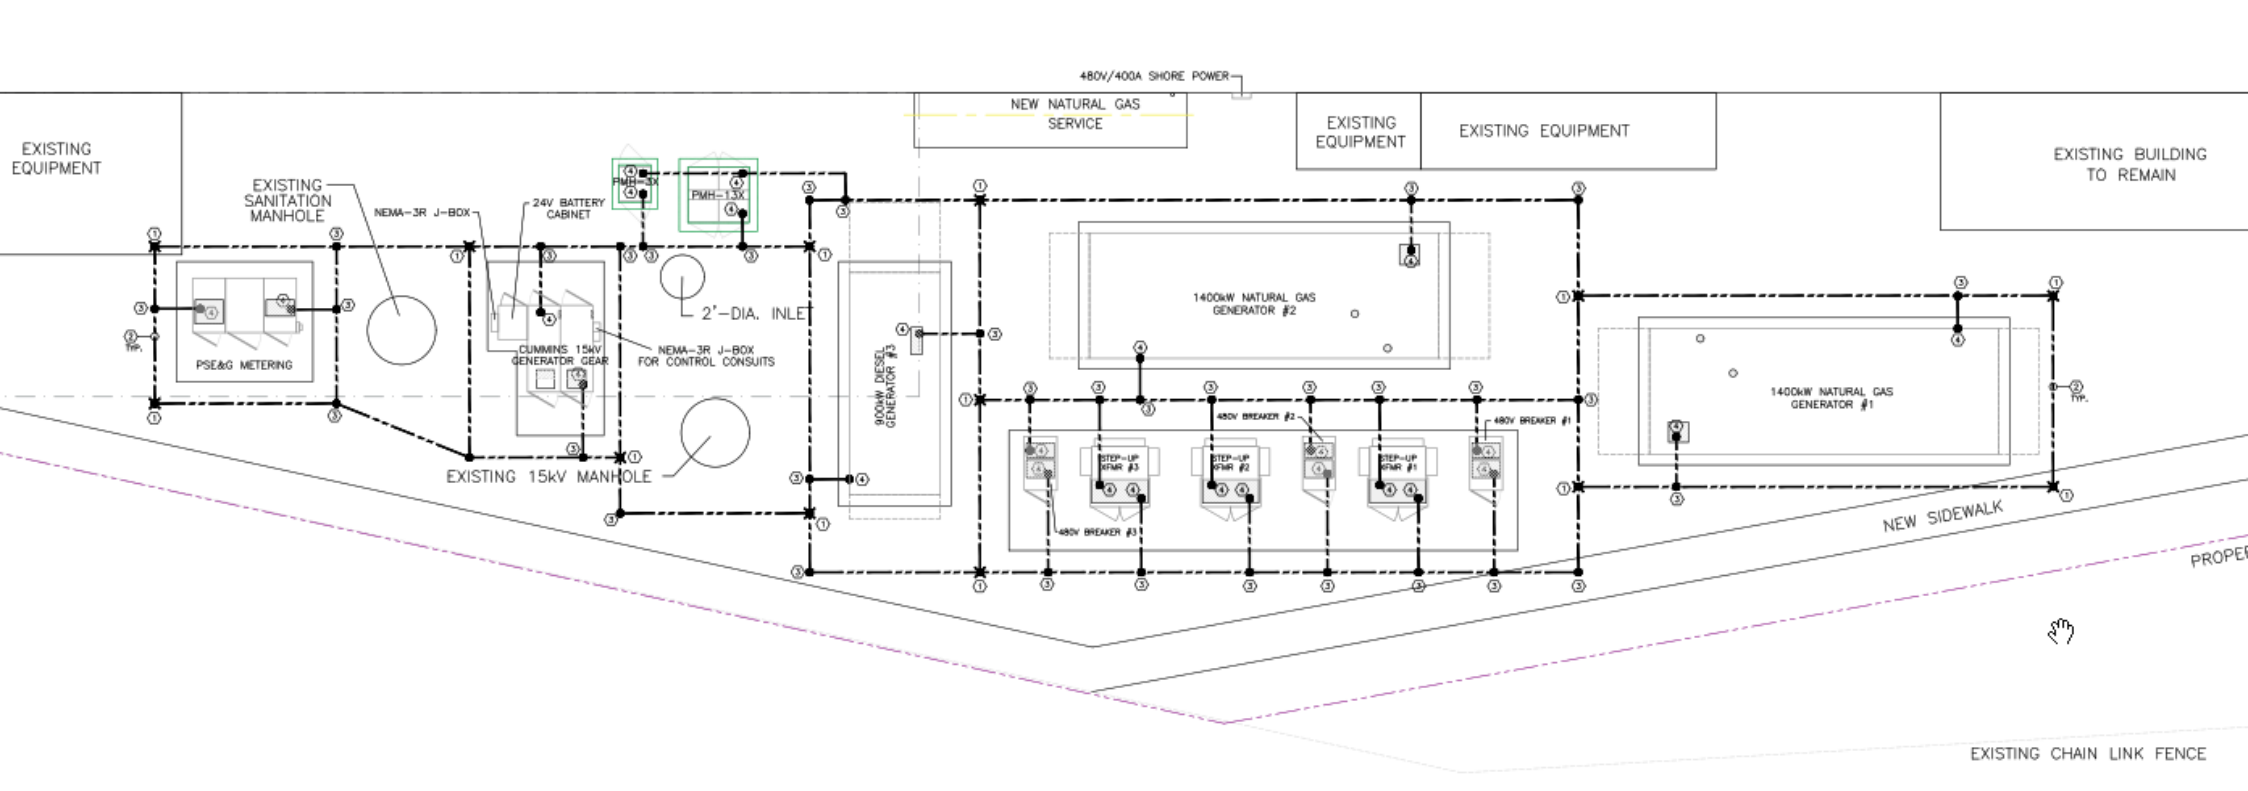 480V/400A SHORE POWER
NEW NATURAL GAS
SERVICE
EXISTING
EQUIPMENT
EXISTING
EQUIPMENT
EXISTING EQUIPMENT
EXISTING BUILDING
TO REMAIN
EXISTING
SANITATION
MANHOLE
NEMA-3R J-BOX
24V BATTERY
CABINET
PMH-3X
PMH-13X
2'-DIA. INLET
PSE&G METERING
CUMMINS 15kV
GENERATOR GEAR
NEMA-3R J-BOX
FOR CONTROL CONSUITS
EXISTING 15kV MANHOLE
900kW DIESEL
GENERATOR #3
1400kW NATURAL GAS
GENERATOR #2
1400kW NATURAL GAS
GENERATOR #1
480V BREAKER #2
480V BREAKER #1
STEP-UP
XFMR #3
STEP-UP
XFMR #2
STEP-UP
XFMR #1
480V BREAKER #3
2
TYP.
2
TYP.
NEW SIDEWALK
PROPE
EXISTING CHAIN LINK FENCE